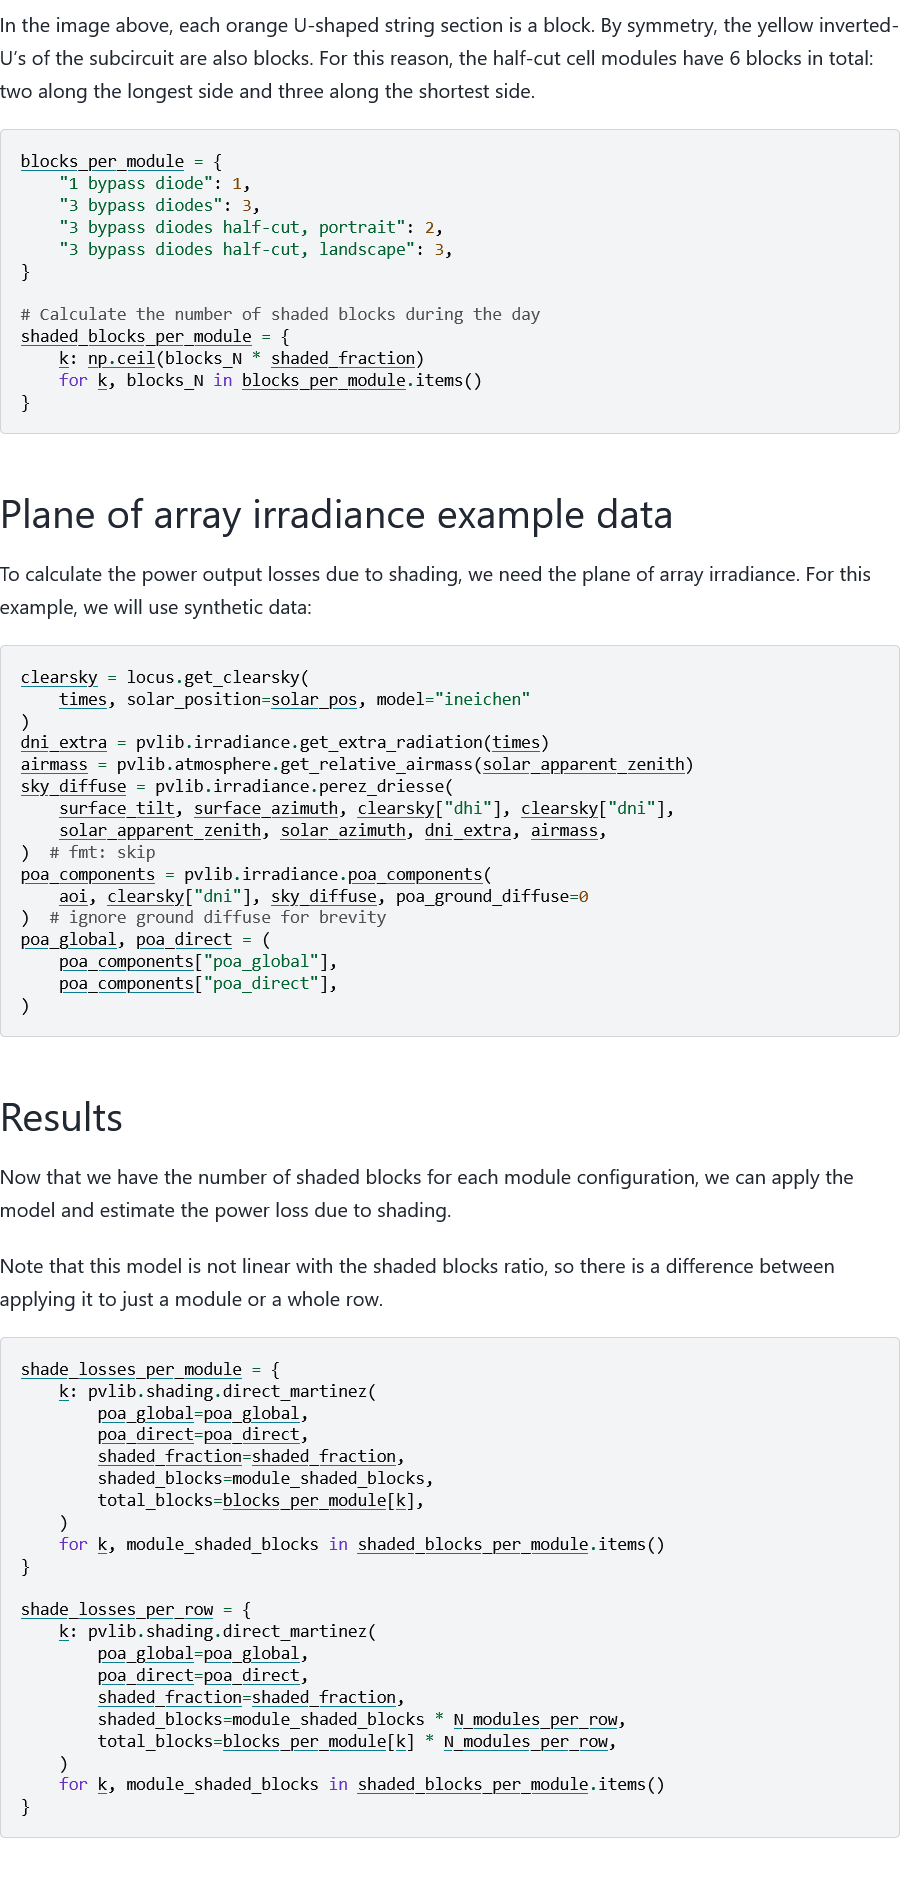 In the image above, each orange U-shaped string section is a block. By symmetry, the yellow inverted-
U’s of the subcircuit are also blocks. For this reason, the half-cut cell modules have 6 blocks in total:
two along the longest side and three along the shortest side.
blocks_per_module = {
    "1 bypass diode": 1,
    "3 bypass diodes": 3,
    "3 bypass diodes half-cut, portrait": 2,
    "3 bypass diodes half-cut, landscape": 3,
}
# Calculate the number of shaded blocks during the day
shaded_blocks_per_module = {
    k: np.ceil(blocks_N * shaded_fraction)
    for k, blocks_N in blocks_per_module.items()
}
Plane of array irradiance example data
To calculate the power output losses due to shading, we need the plane of array irradiance. For this
example, we will use synthetic data:
clearsky = locus.get_clearsky(
    times, solar_position=solar_pos, model="ineichen"
)
dni_extra = pvlib.irradiance.get_extra_radiation(times)
airmass = pvlib.atmosphere.get_relative_airmass(solar_apparent_zenith)
sky_diffuse = pvlib.irradiance.perez_driesse(
    surface_tilt, surface_azimuth, clearsky["dhi"], clearsky["dni"],
    solar_apparent_zenith, solar_azimuth, dni_extra, airmass,
)  # fmt: skip
poa_components = pvlib.irradiance.poa_components(
    aoi, clearsky["dni"], sky_diffuse, poa_ground_diffuse=0
)  # ignore ground diffuse for brevity
poa_global, poa_direct = (
    poa_components["poa_global"],
    poa_components["poa_direct"],
)
Results
Now that we have the number of shaded blocks for each module configuration, we can apply the
model and estimate the power loss due to shading.
Note that this model is not linear with the shaded blocks ratio, so there is a difference between
applying it to just a module or a whole row.
shade_losses_per_module = {
    k: pvlib.shading.direct_martinez(
        poa_global=poa_global,
        poa_direct=poa_direct,
        shaded_fraction=shaded_fraction,
        shaded_blocks=module_shaded_blocks,
        total_blocks=blocks_per_module[k],
    )
    for k, module_shaded_blocks in shaded_blocks_per_module.items()
}
shade_losses_per_row = {
    k: pvlib.shading.direct_martinez(
        poa_global=poa_global,
        poa_direct=poa_direct,
        shaded_fraction=shaded_fraction,
        shaded_blocks=module_shaded_blocks * N_modules_per_row,
        total_blocks=blocks_per_module[k] * N_modules_per_row,
    )
    for k, module_shaded_blocks in shaded_blocks_per_module.items()
}